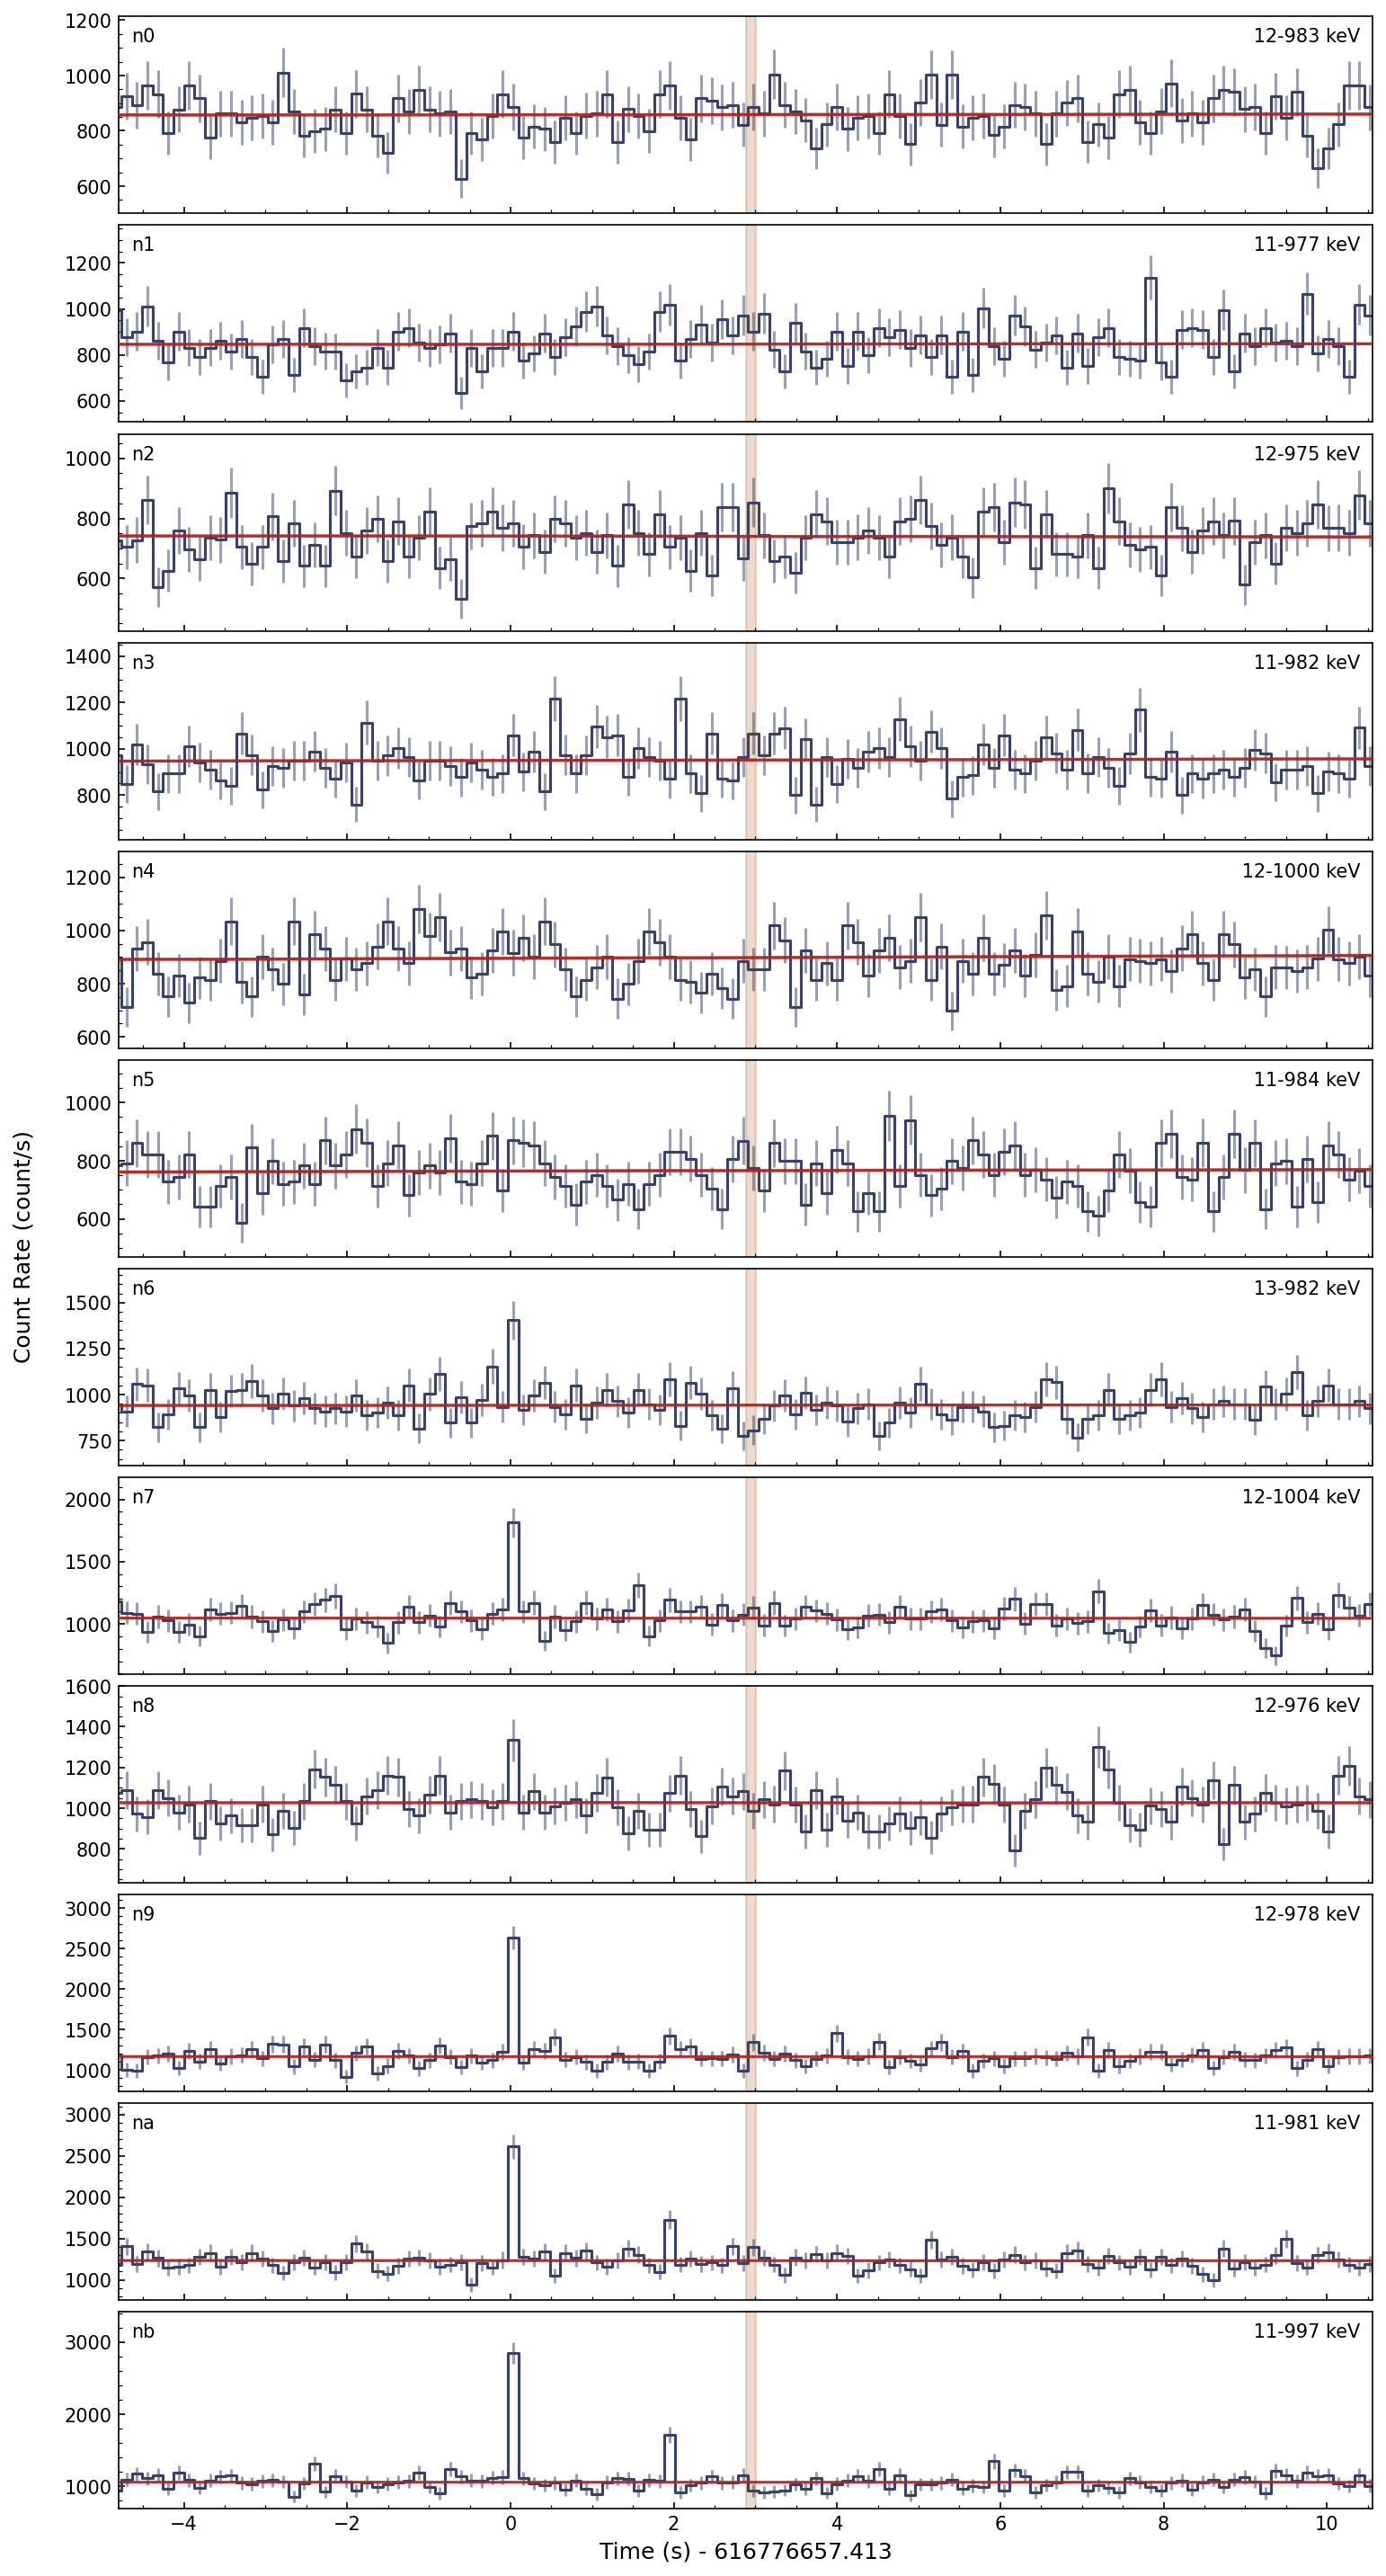 1200
n0
12-983 keV
1000
800
600
n1
11-977 keV
1200
1000
800
600
n2
12-975 keV
1000
800
600
n3
11-982 keV
1400
1200
1000
800
n4
12-1000 keV
1200
1000
800
600
n5
11-984 keV
1000
800
600
n6
13-982 keV
1500
1250
1000
750
n7
12-1004 keV
2000
1500
1000
n8
12-976 keV
1600
1400
1200
1000
800
n9
12-978 keV
3000
2500
2000
1500
1000
na
11-981 keV
3000
2500
2000
1500
1000
nb
11-997 keV
3000
2000
1000
−4 −2 0 2 4 6 8 10
Time (s) - 616776657.413
Count Rate (count/s)